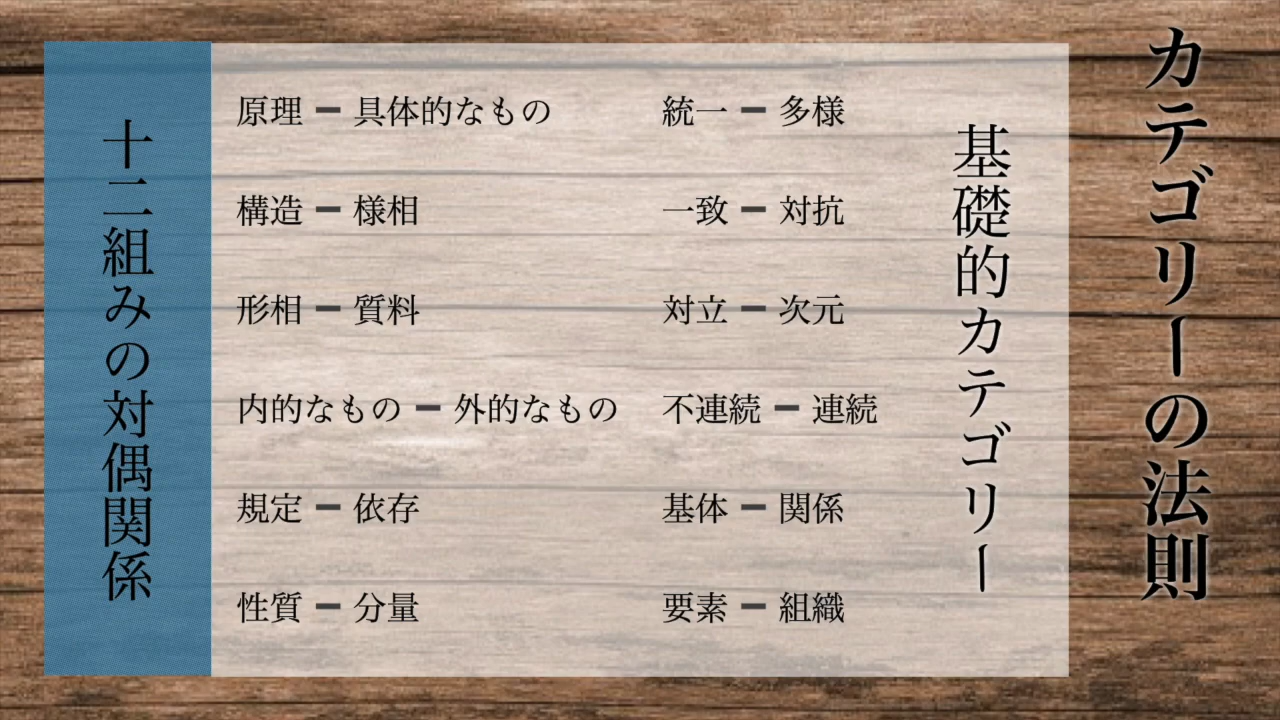 カテゴリーの法則
基礎的カテゴリー
統一 ー 多様
一致 ー 対抗
対立 ー 次元
不連続 ー 連続
基体 ー 関係
要素 ー 組織
原理 ー 具体的なもの
構造 ー 様相
形相 ー 質料
内的なもの ー 外的なもの
規定 ー 依存
性質 ー 分量
十二組みの対偶関係